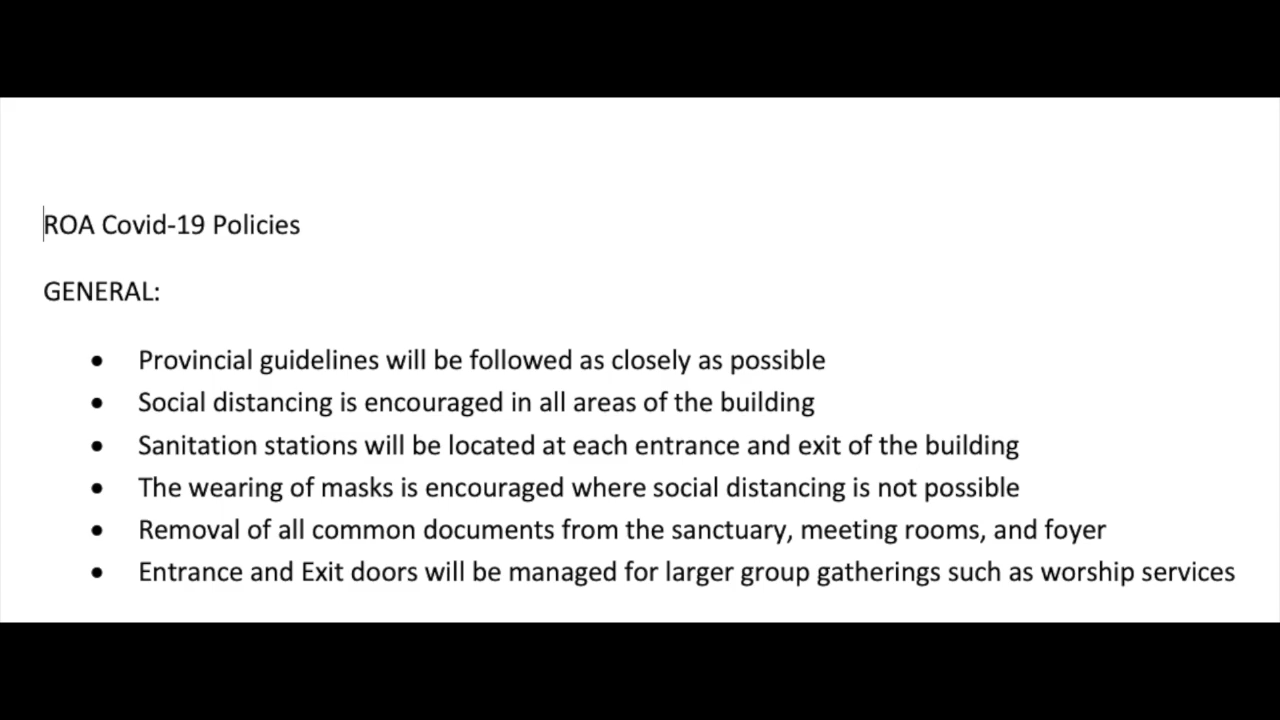 ROA Covid-19 Policies
GENERAL:
• Provincial guidelines will be followed as closely as possible
• Social distancing is encouraged in all areas of the building
• Sanitation stations will be located at each entrance and exit of the building
• The wearing of masks is encouraged where social distancing is not possible
• Removal of all common documents from the sanctuary, meeting rooms, and foyer
• Entrance and Exit doors will be managed for larger group gatherings such as worship services